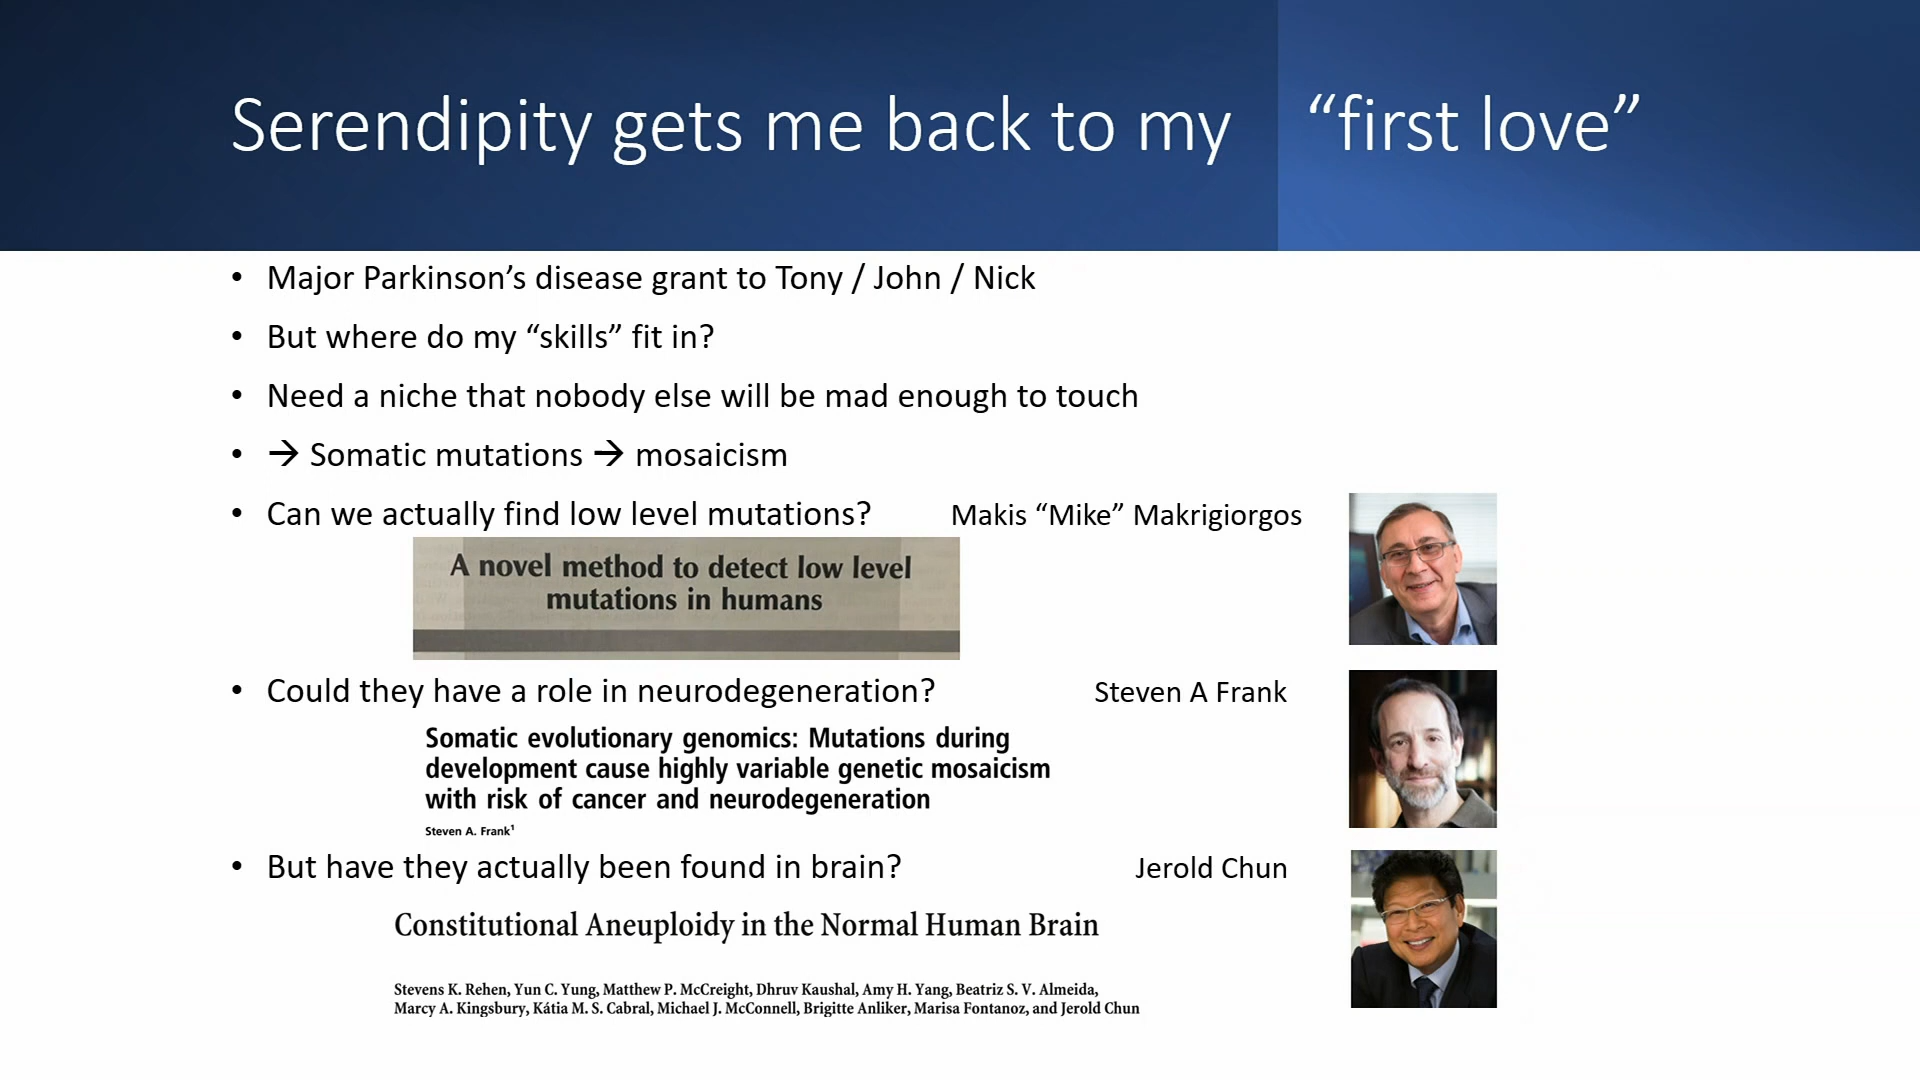 Serendipity gets me back to my “first love”
• Major Parkinson’s disease grant to Tony / John / Nick
• But where do my “skills” fit in?
• Need a niche that nobody else will be mad enough to touch
• → Somatic mutations → mosaicism
• Can we actually find low level mutations? Makis “Mike” Makrigiorgos
A novel method to detect low level
mutations in humans
• Could they have a role in neurodegeneration? Steven A Frank
Somatic evolutionary genomics: Mutations during
development cause highly variable genetic mosaicism
with risk of cancer and neurodegeneration
Steven A. Frank¹
• But have they actually been found in brain? Jerold Chun
Constitutional Aneuploidy in the Normal Human Brain
Stevens K. Rehen, Yun C. Yung, Matthew P. McCreight, Dhruv Kaushal, Amy H. Yang, Beatriz S. V. Almeida,
Marcy A. Kingsbury, Kátia M. S. Cabral, Michael J. McConnell, Brigitte Anliker, Marisa Fontanoz, and Jerold Chun